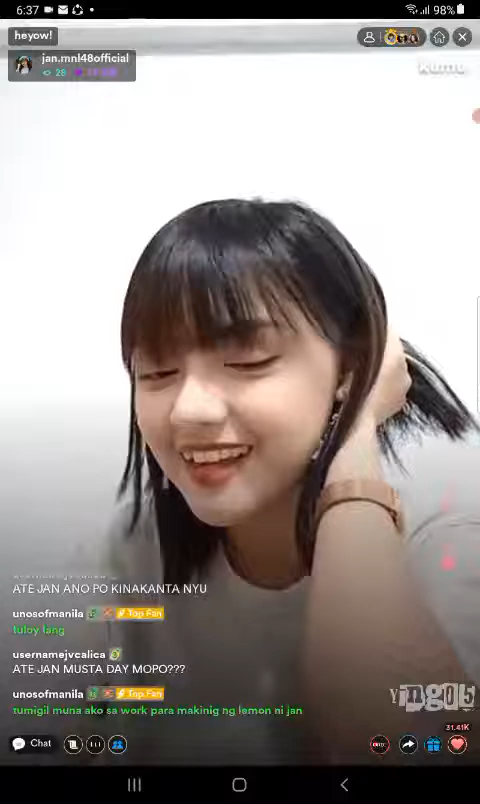 6:37
98%
heyow!
jan.mnl48official
28
kumu
ATE JAN ANO PO KINAKANTA NYU
unosofmanila Top Fan
tuloy lang
usernamejvcalica
ATE JAN MUSTA DAY MOPO???
unosofmanila Top Fan
tumigil muna ako sa work para makinig ng lemon ni jan
Yingo15
31.41K
Chat